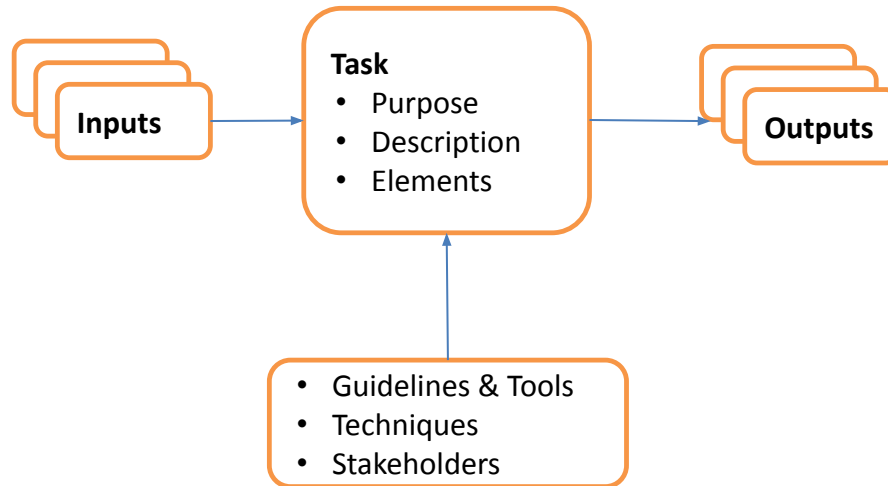 Inputs
Task
• Purpose
• Description
• Elements
Outputs
• Guidelines & Tools
• Techniques
• Stakeholders